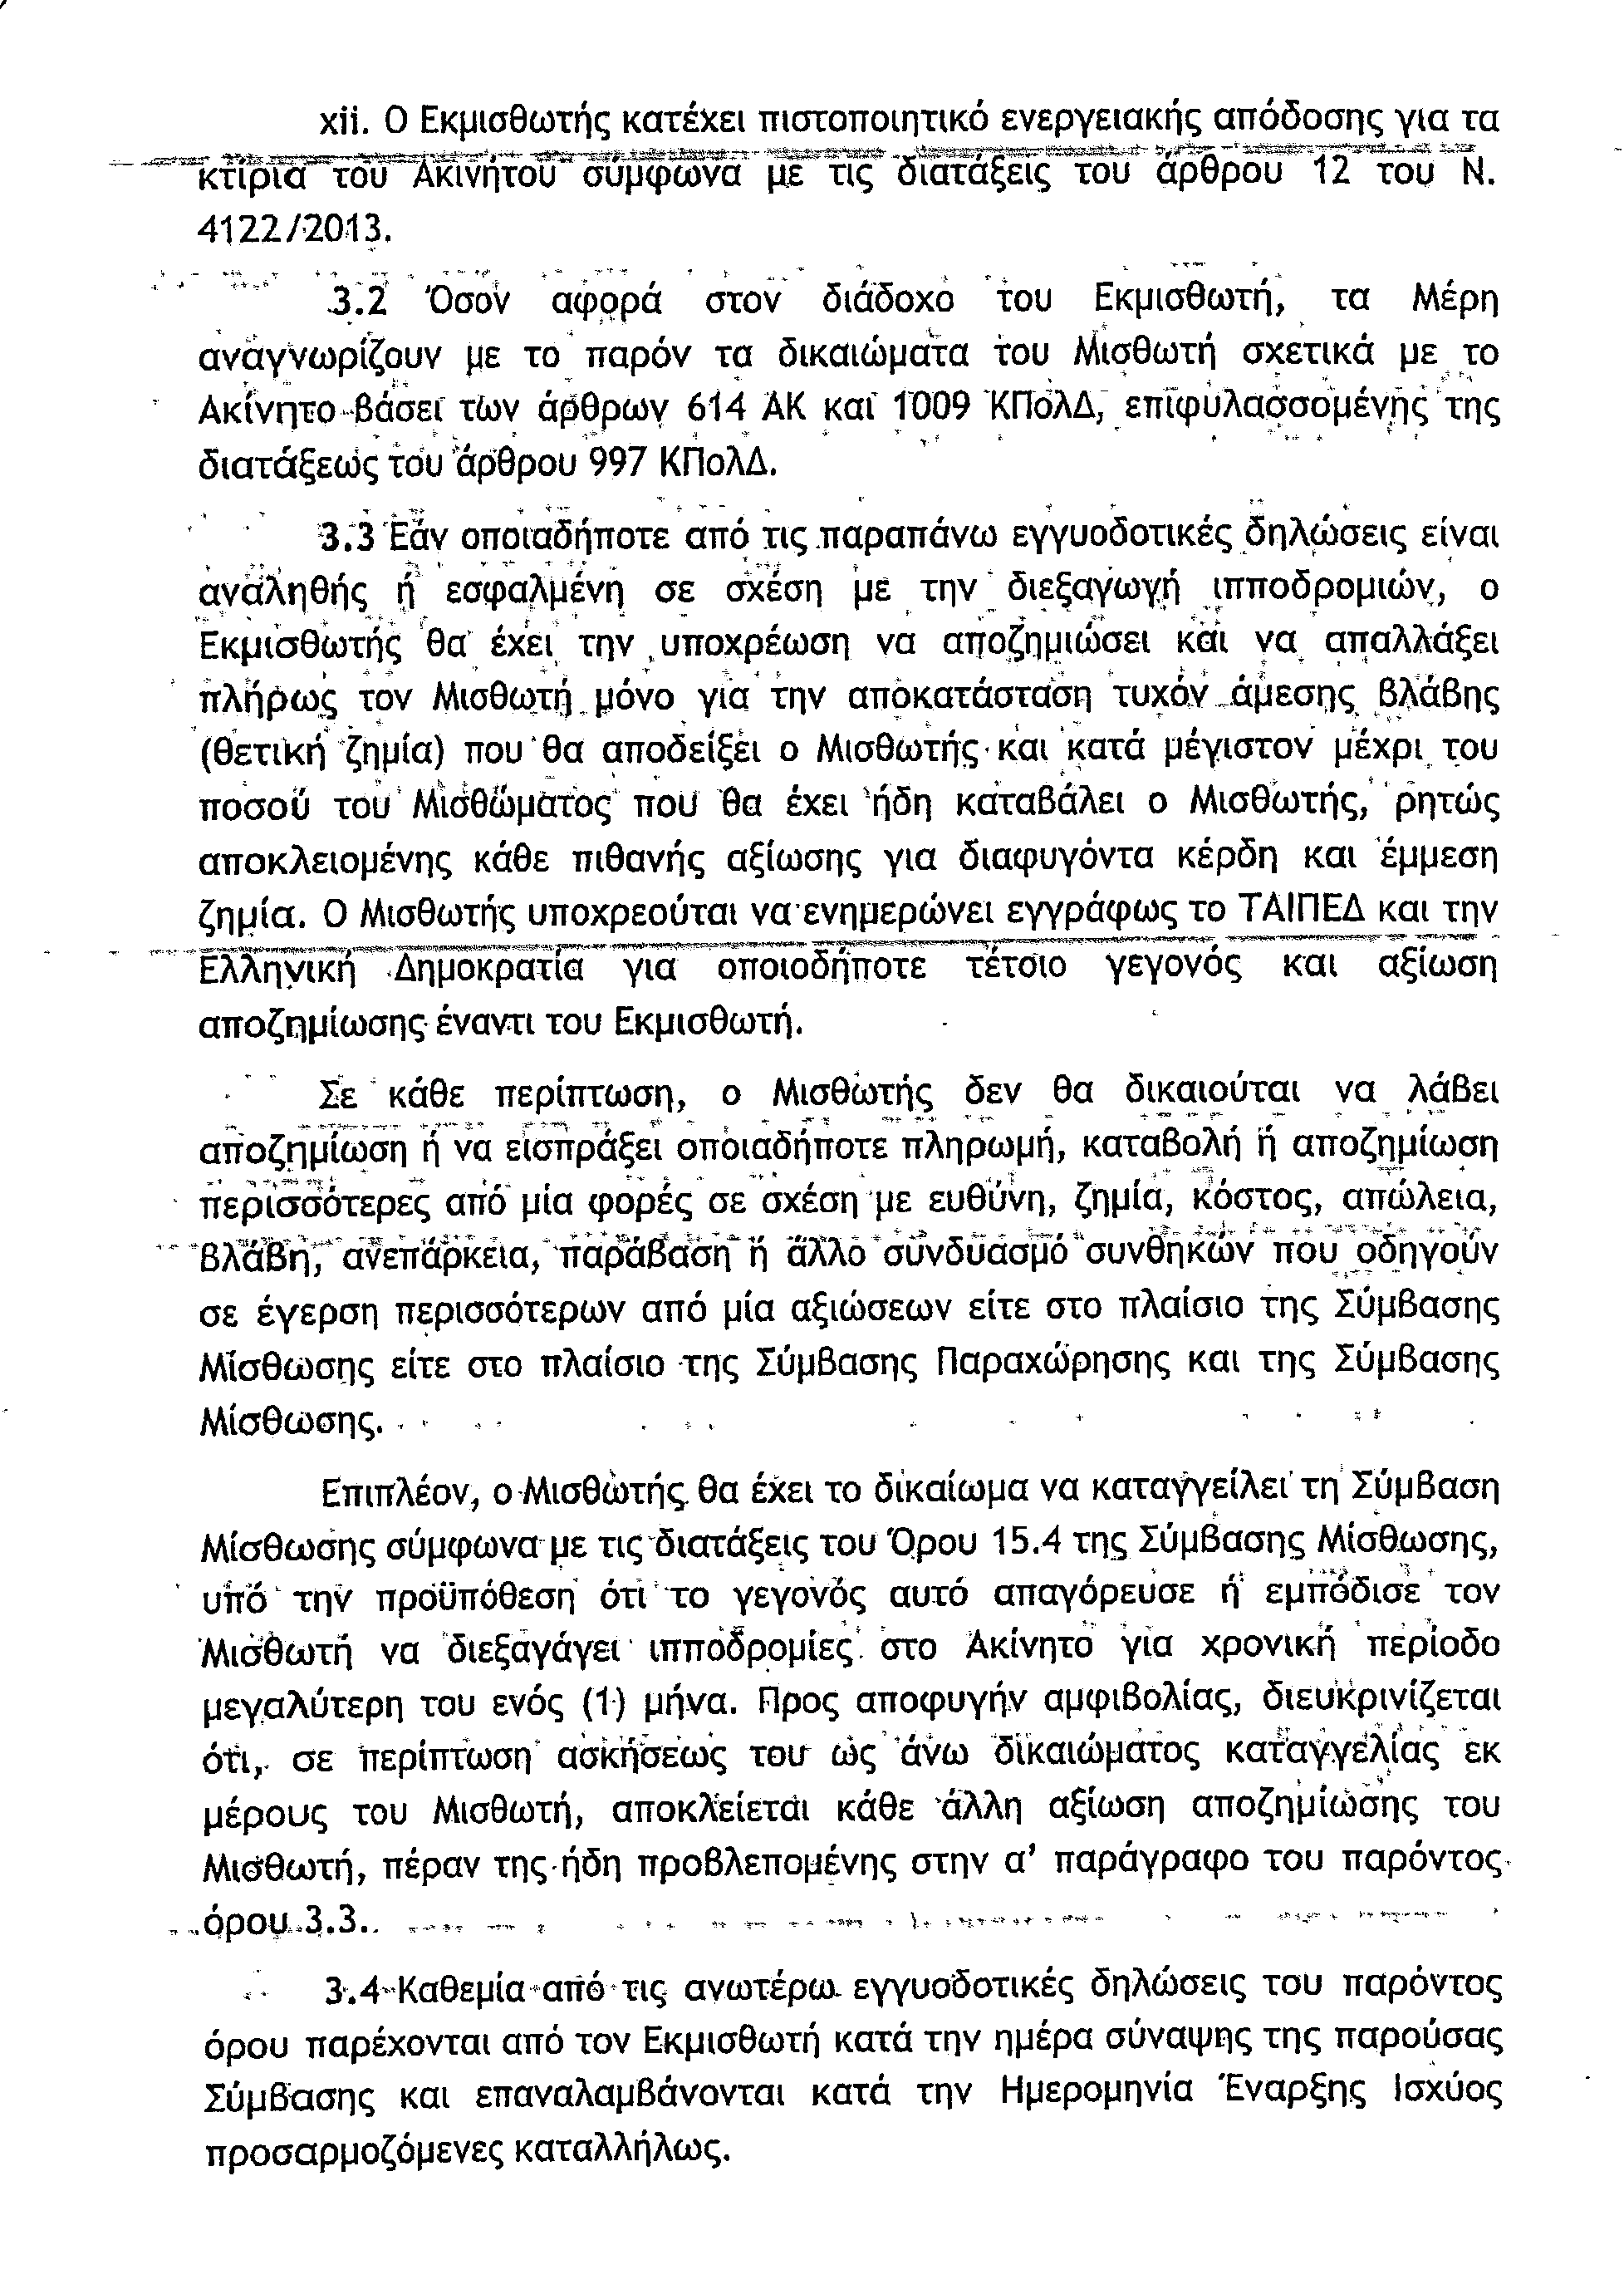 xii. Ο Εκμισθωτής κατέχει πιστοποιητικό ενεργειακής απόδοσης για τα
κτίρια του Ακινήτου σύμφωνα με τις διατάξεις του άρθρου 12 του Ν.
4122/2013.
3.2 Όσον αφορά στον διάδοχο του Εκμισθωτή, τα Μέρη
αναγνωρίζουν με το παρόν τα δικαιώματα του Μισθωτή σχετικά με το
Ακίνητο βάσει των άρθρων 614 ΑΚ και 1009 ΚΠολΔ, επιφυλασσομένης της
διατάξεως του άρθρου 997 ΚΠολΔ.
3.3 Εάν οποιαδήποτε από τις παραπάνω εγγυοδοτικές δηλώσεις είναι
αναληθής ή εσφαλμένη σε σχέση με την διεξαγωγή ιπποδρομιών, ο
Εκμισθωτής θα έχει την υποχρέωση να αποζημιώσει και να απαλλάξει
πλήρως τον Μισθωτή μόνο για την αποκατάσταση τυχόν άμεσης βλάβης
(θετική ζημία) που θα αποδείξει ο Μισθωτής και κατά μέγιστον μέχρι του
ποσού του Μισθώματος που θα έχει ήδη καταβάλει ο Μισθωτής, ρητώς
αποκλειομένης κάθε πιθανής αξίωσης για διαφυγόντα κέρδη και έμμεση
ζημία. Ο Μισθωτής υποχρεούται να ενημερώνει εγγράφως το ΤΑΙΠΕΔ και την
Ελληνική Δημοκρατία για οποιοδήποτε τέτοιο γεγονός και αξίωση
αποζημίωσης έναντι του Εκμισθωτή.
Σε κάθε περίπτωση, ο Μισθωτής δεν θα δικαιούται να λάβει
αποζημίωση ή να εισπράξει οποιαδήποτε πληρωμή, καταβολή ή αποζημίωση
περισσότερες από μία φορές σε σχέση με ευθύνη, ζημία, κόστος, απώλεια,
βλάβη, ανεπάρκεια, παράβαση ή άλλο συνδυασμό συνθηκών που οδηγούν
σε έγερση περισσότερων από μία αξιώσεων είτε στο πλαίσιο της Σύμβασης
Μίσθωσης είτε στο πλαίσιο της Σύμβασης Παραχώρησης και της Σύμβασης
Μίσθωσης.
Επιπλέον, ο Μισθωτής θα έχει το δικαίωμα να καταγγείλει τη Σύμβαση
Μίσθωσης σύμφωνα με τις διατάξεις του Όρου 15.4 της Σύμβασης Μίσθωσης,
υπό την προϋπόθεση ότι το γεγονός αυτό απαγόρευσε ή εμπόδισε τον
Μισθωτή να διεξαγάγει ιπποδρομίες στο Ακίνητο για χρονική περίοδο
μεγαλύτερη του ενός (1) μήνα. Προς αποφυγήν αμφιβολίας, διευκρινίζεται
ότι, σε περίπτωση ασκήσεως του ως άνω δικαιώματος καταγγελίας εκ
μέρους του Μισθωτή, αποκλείεται κάθε άλλη αξίωση αποζημίωσης του
Μισθωτή, πέραν της ήδη προβλεπομένης στην α' παράγραφο του παρόντος
όρου 3.3.
3.4 Καθεμία από τις ανωτέρω εγγυοδοτικές δηλώσεις του παρόντος
όρου παρέχονται από τον Εκμισθωτή κατά την ημέρα σύναψης της παρούσας
Σύμβασης και επαναλαμβάνονται κατά την Ημερομηνία Έναρξης Ισχύος
προσαρμοζόμενες καταλλήλως.